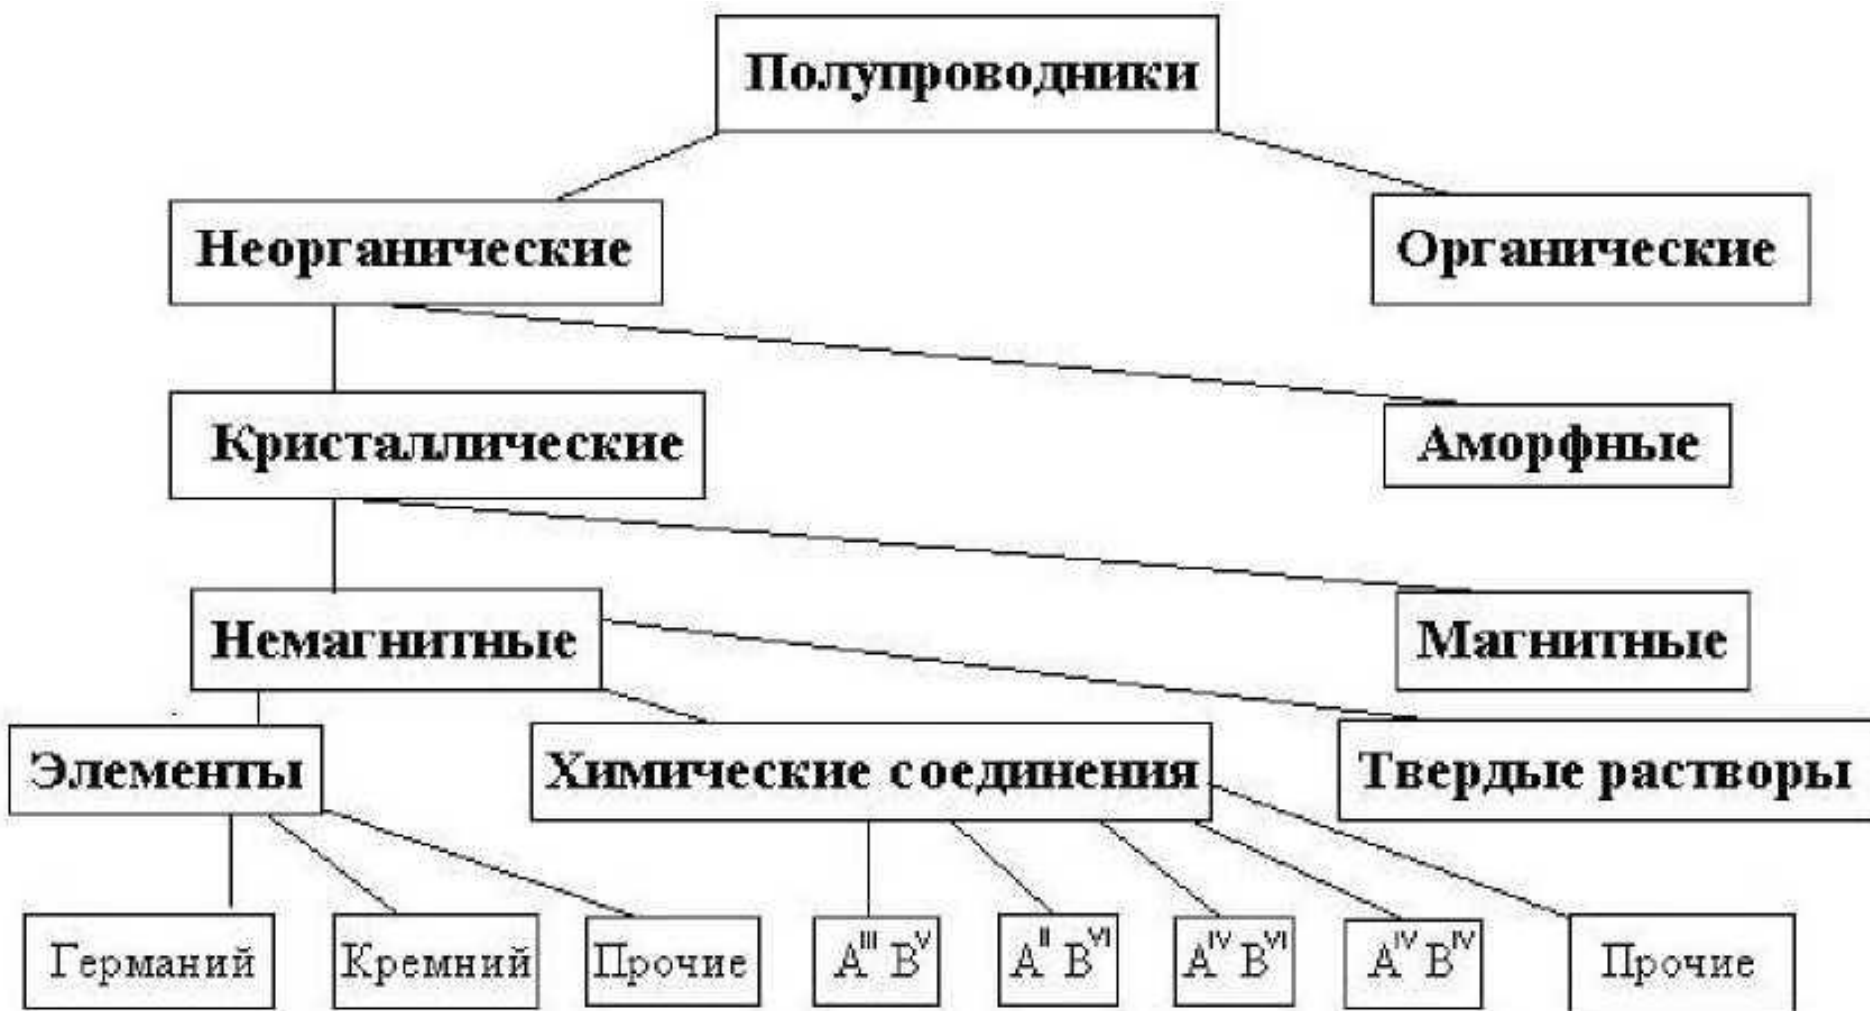 Полупроводники
Неорганические
Органические
Кристаллические
Аморфные
Немагнитные
Магнитные
Элементы
Химические соединения
Твердые растворы
Германий
Кремний
Прочие
A^III B^V
A^II B^VI
A^IV B^VI
A^IV B^IV
Прочие